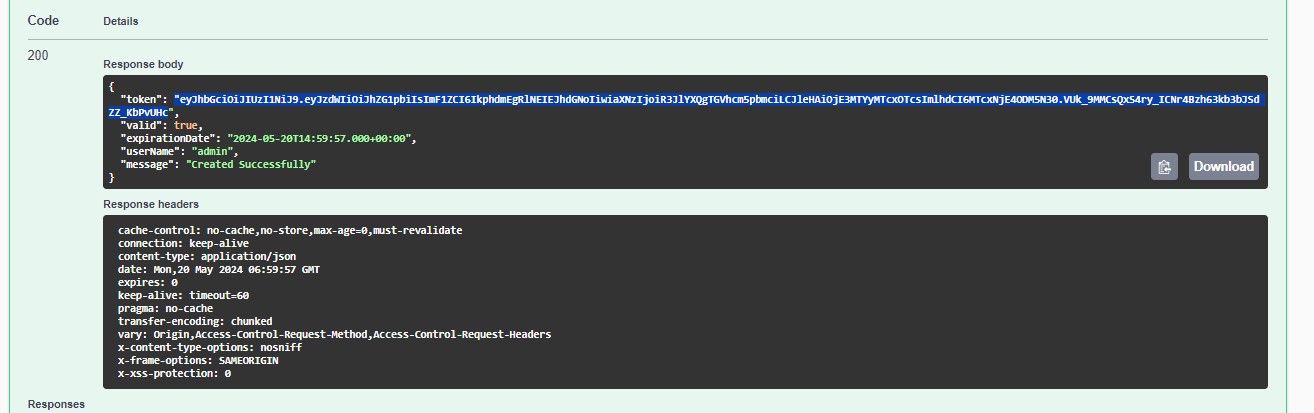 Code Details
200
Response body
{
"token": "eyJhbGciOiJIUzI1NiJ9.eyJzdWIiOiJhZG1pbiIsImF1ZCI6IkphdmEgRlNEIEJhdGNoIiwiaXNzIjoiR3JlYXQgTGVhcm5pbmciLCJleHAiOjE3MTYyMTcxOTcsImlhdCI6MTcxNjE4ODM5N30.VUk_9MMCsQxS4ry_ICNr4Bzh63kb3bJSd
ZZ_KbPvUHc",
"valid": true,
"expirationDate": "2024-05-20T14:59:57.000+00:00",
"userName": "admin",
"message": "Created Successfully"
}
Download
Response headers
cache-control: no-cache,no-store,max-age=0,must-revalidate
connection: keep-alive
content-type: application/json
date: Mon,20 May 2024 06:59:57 GMT
expires: 0
keep-alive: timeout=60
pragma: no-cache
transfer-encoding: chunked
vary: Origin,Access-Control-Request-Method,Access-Control-Request-Headers
x-content-type-options: nosniff
x-frame-options: SAMEORIGIN
x-xss-protection: 0
Responses